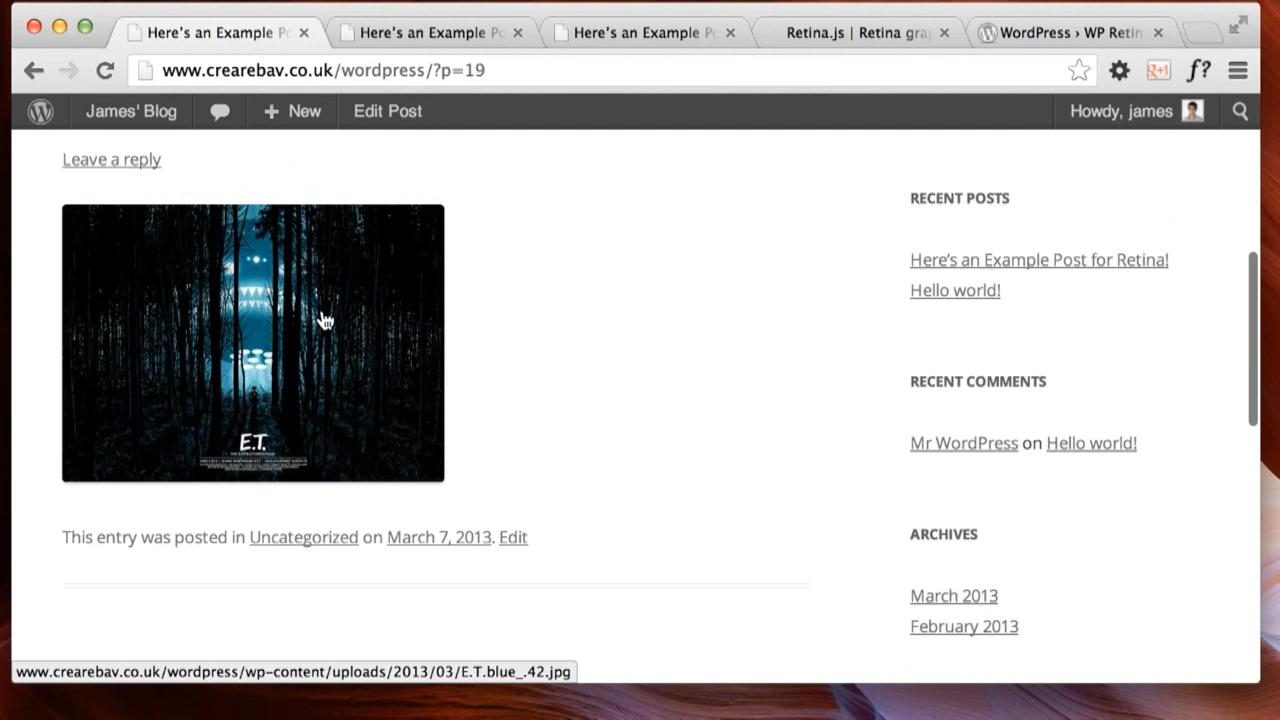 Here's an Example Po
Here's an Example Po
Here's an Example Po
Retina.js | Retina gra
WordPress › WP Retin
www.crearebav.co.uk/wordpress/?p=19
g+1
f?
James' Blog
+ New
Edit Post
Howdy, james
Leave a reply
E.T.
This entry was posted in Uncategorized on March 7, 2013. Edit
RECENT POSTS
Here's an Example Post for Retina!
Hello world!
RECENT COMMENTS
Mr WordPress on Hello world!
ARCHIVES
March 2013
February 2013
www.crearebav.co.uk/wordpress/wp-content/uploads/2013/03/E.T.blue_.42.jpg